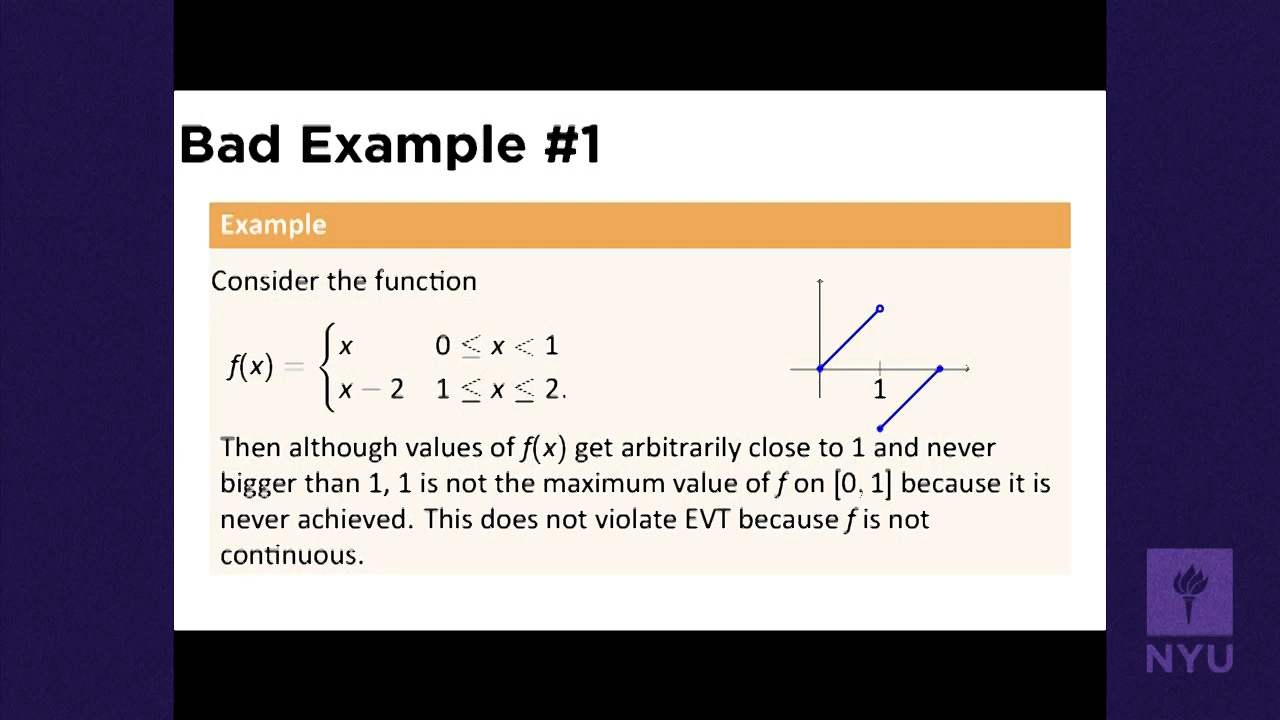 Bad Example #1
Example
Consider the function
f(x) = { x 0 ≤ x < 1
x − 2 1 ≤ x ≤ 2.
1
Then although values of f(x) get arbitrarily close to 1 and never
bigger than 1, 1 is not the maximum value of f on [0, 1] because it is
never achieved. This does not violate EVT because f is not
continuous.
NYU